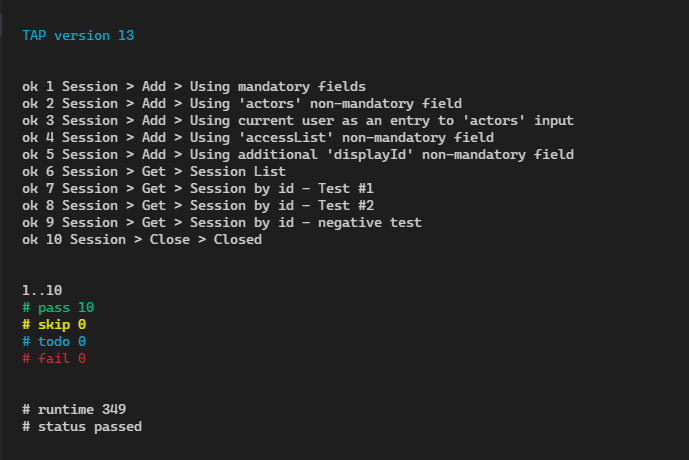 TAP version 13
ok 1 Session > Add > Using mandatory fields
ok 2 Session > Add > Using 'actors' non-mandatory field
ok 3 Session > Add > Using current user as an entry to 'actors' input
ok 4 Session > Add > Using 'accessList' non-mandatory field
ok 5 Session > Add > Using additional 'displayId' non-mandatory field
ok 6 Session > Get > Session List
ok 7 Session > Get > Session by id - Test #1
ok 8 Session > Get > Session by id - Test #2
ok 9 Session > Get > Session by id - negative test
ok 10 Session > Close > Closed
1..10
# pass 10
# skip 0
# todo 0
# fail 0
# runtime 349
# status passed